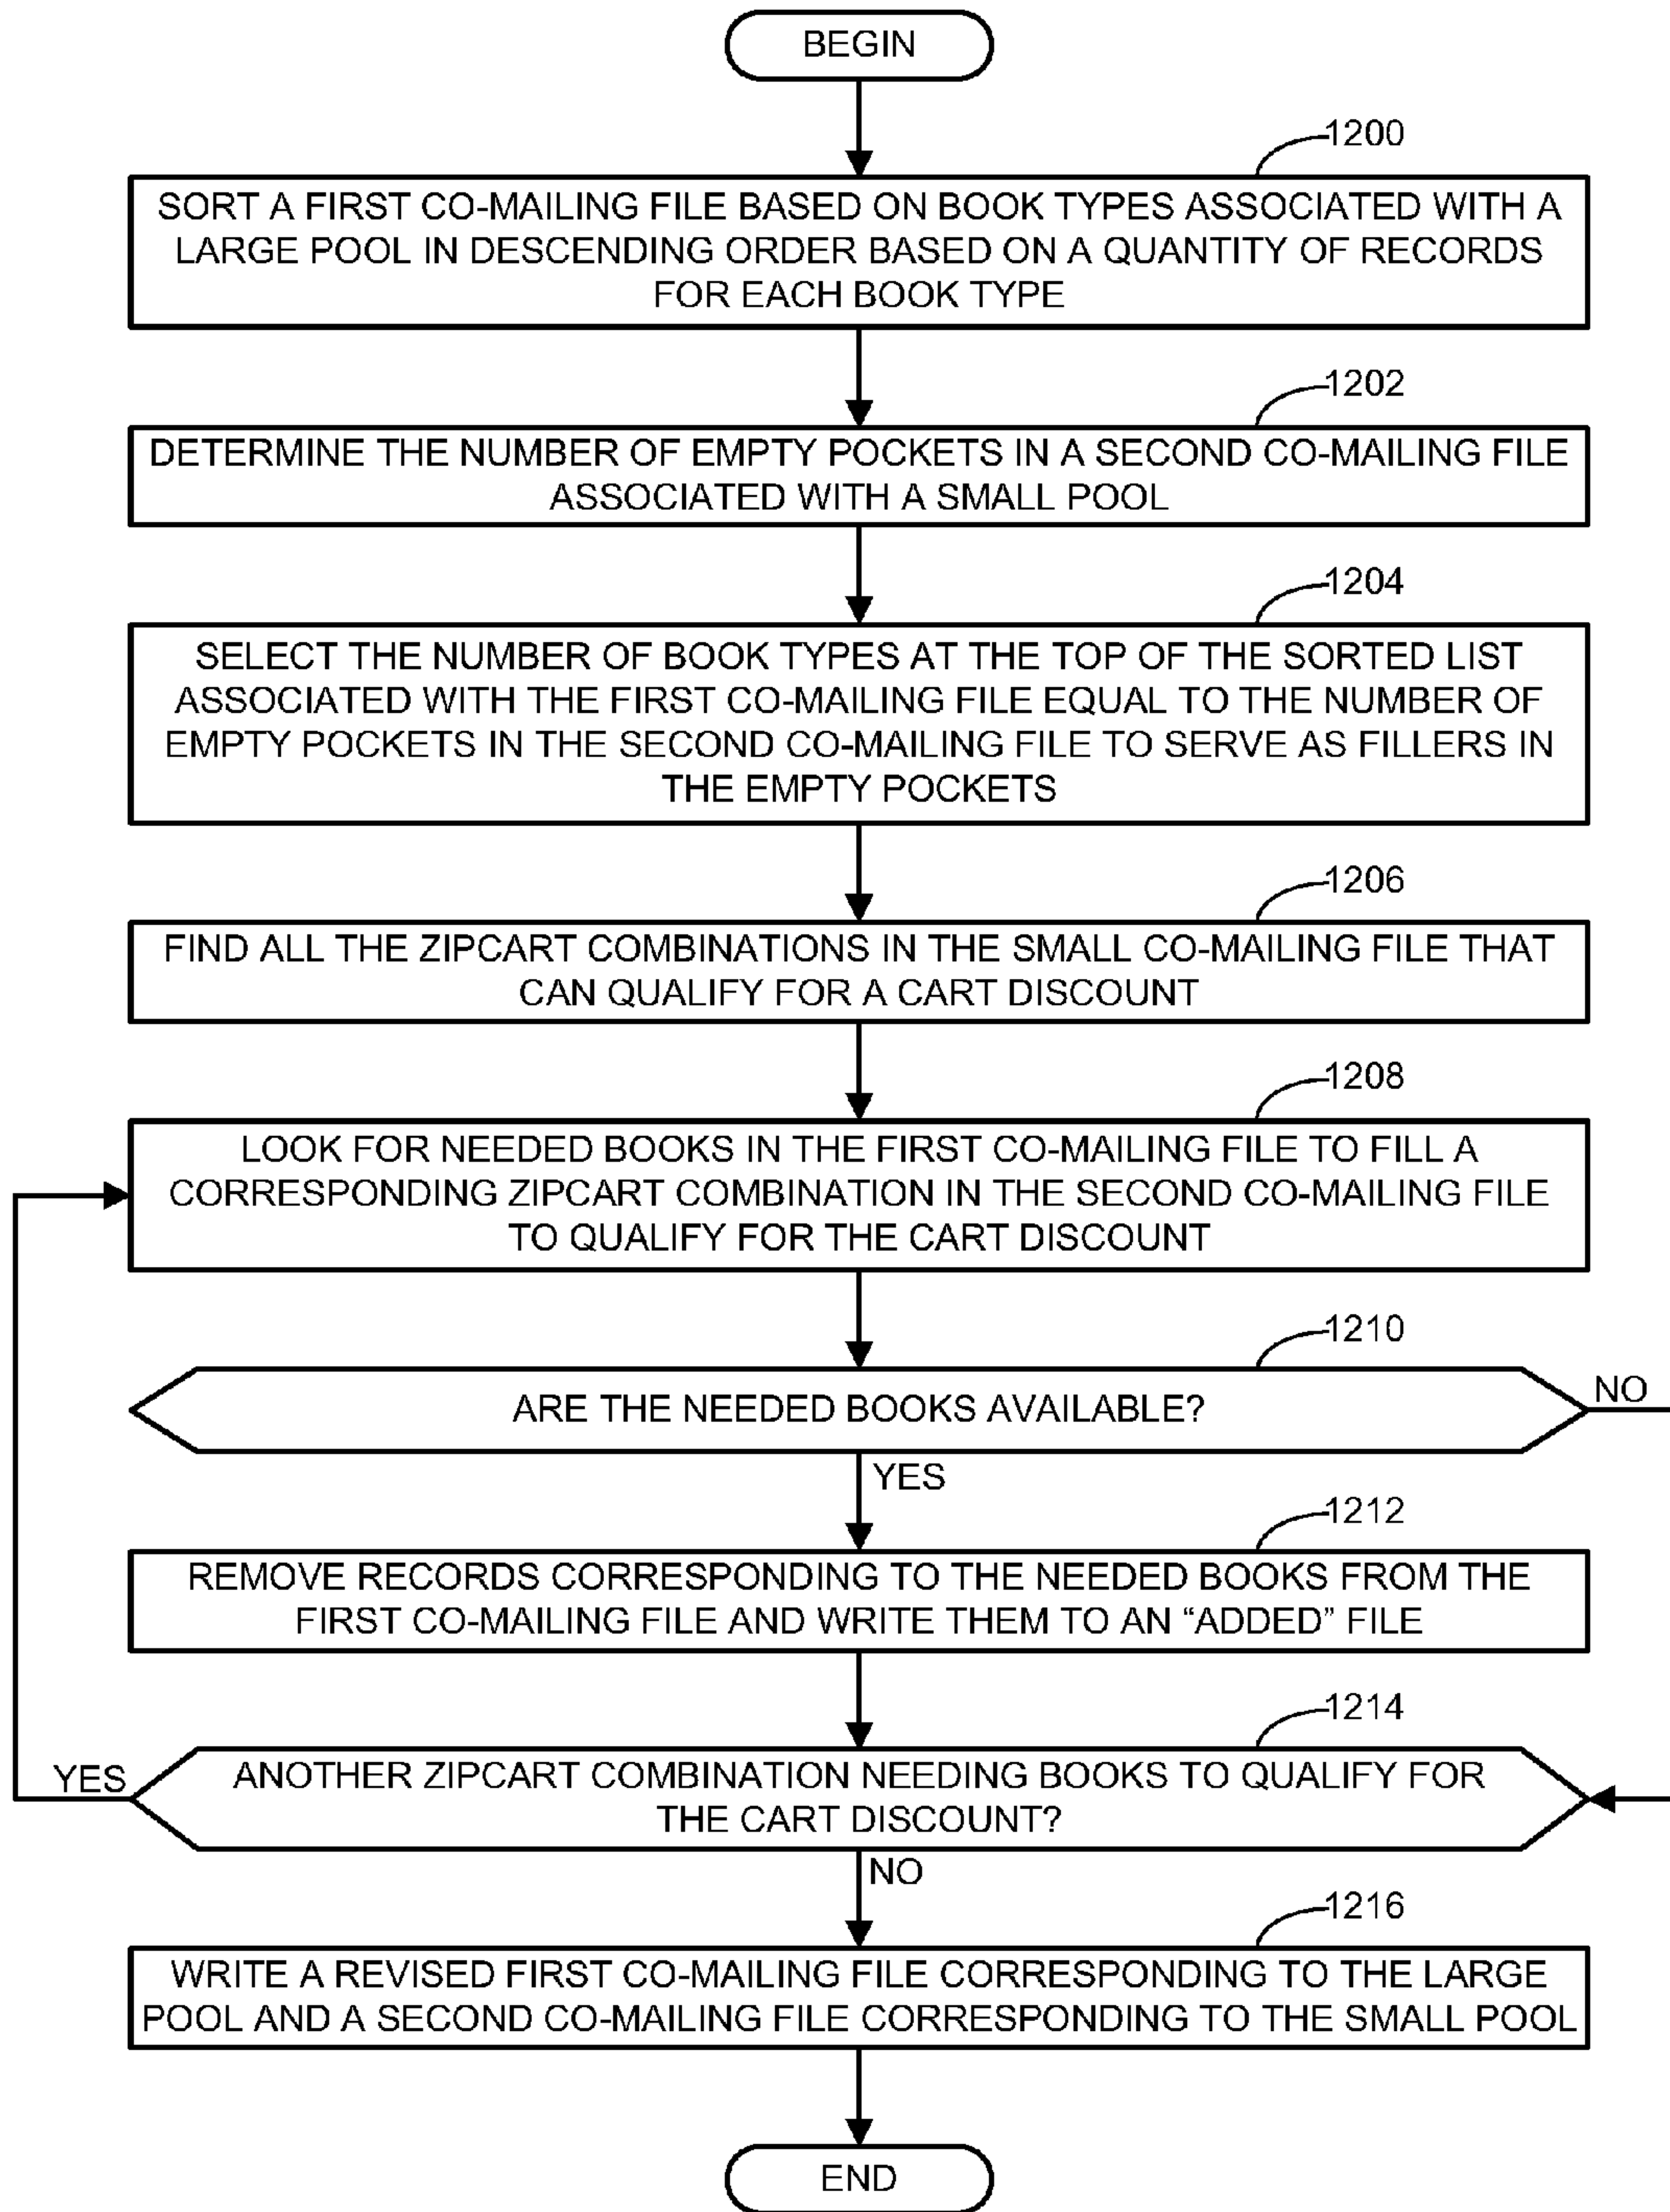 BEGIN
1200
SORT A FIRST CO-MAILING FILE BASED ON BOOK TYPES ASSOCIATED WITH A
LARGE POOL IN DESCENDING ORDER BASED ON A QUANTITY OF RECORDS
FOR EACH BOOK TYPE
1202
DETERMINE THE NUMBER OF EMPTY POCKETS IN A SECOND CO-MAILING FILE
ASSOCIATED WITH A SMALL POOL
1204
SELECT THE NUMBER OF BOOK TYPES AT THE TOP OF THE SORTED LIST
ASSOCIATED WITH THE FIRST CO-MAILING FILE EQUAL TO THE NUMBER OF
EMPTY POCKETS IN THE SECOND CO-MAILING FILE TO SERVE AS FILLERS IN
THE EMPTY POCKETS
1206
FIND ALL THE ZIPCART COMBINATIONS IN THE SMALL CO-MAILING FILE THAT
CAN QUALIFY FOR A CART DISCOUNT
1208
LOOK FOR NEEDED BOOKS IN THE FIRST CO-MAILING FILE TO FILL A
CORRESPONDING ZIPCART COMBINATION IN THE SECOND CO-MAILING FILE
TO QUALIFY FOR THE CART DISCOUNT
1210
ARE THE NEEDED BOOKS AVAILABLE?
NO
YES
1212
REMOVE RECORDS CORRESPONDING TO THE NEEDED BOOKS FROM THE
FIRST CO-MAILING FILE AND WRITE THEM TO AN “ADDED” FILE
1214
YES
ANOTHER ZIPCART COMBINATION NEEDING BOOKS TO QUALIFY FOR
THE CART DISCOUNT?
NO
1216
WRITE A REVISED FIRST CO-MAILING FILE CORRESPONDING TO THE LARGE
POOL AND A SECOND CO-MAILING FILE CORRESPONDING TO THE SMALL POOL
END